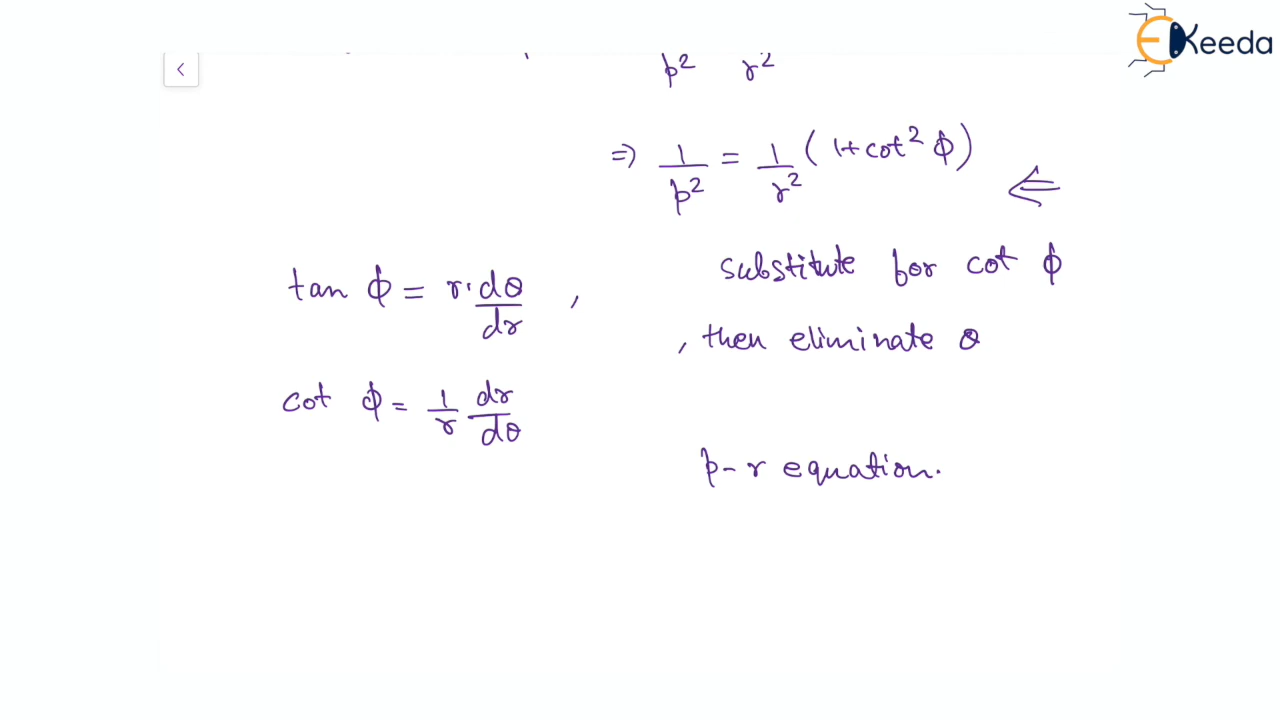 EKeeda
<
p² r²
⇒ 1/p² = 1/r² (1+cot² ϕ)
⇐
tan ϕ = r. dθ/dr ,
substitute for cot ϕ
, then eliminate θ
cot ϕ = 1/r dr/dθ
p-r equation.